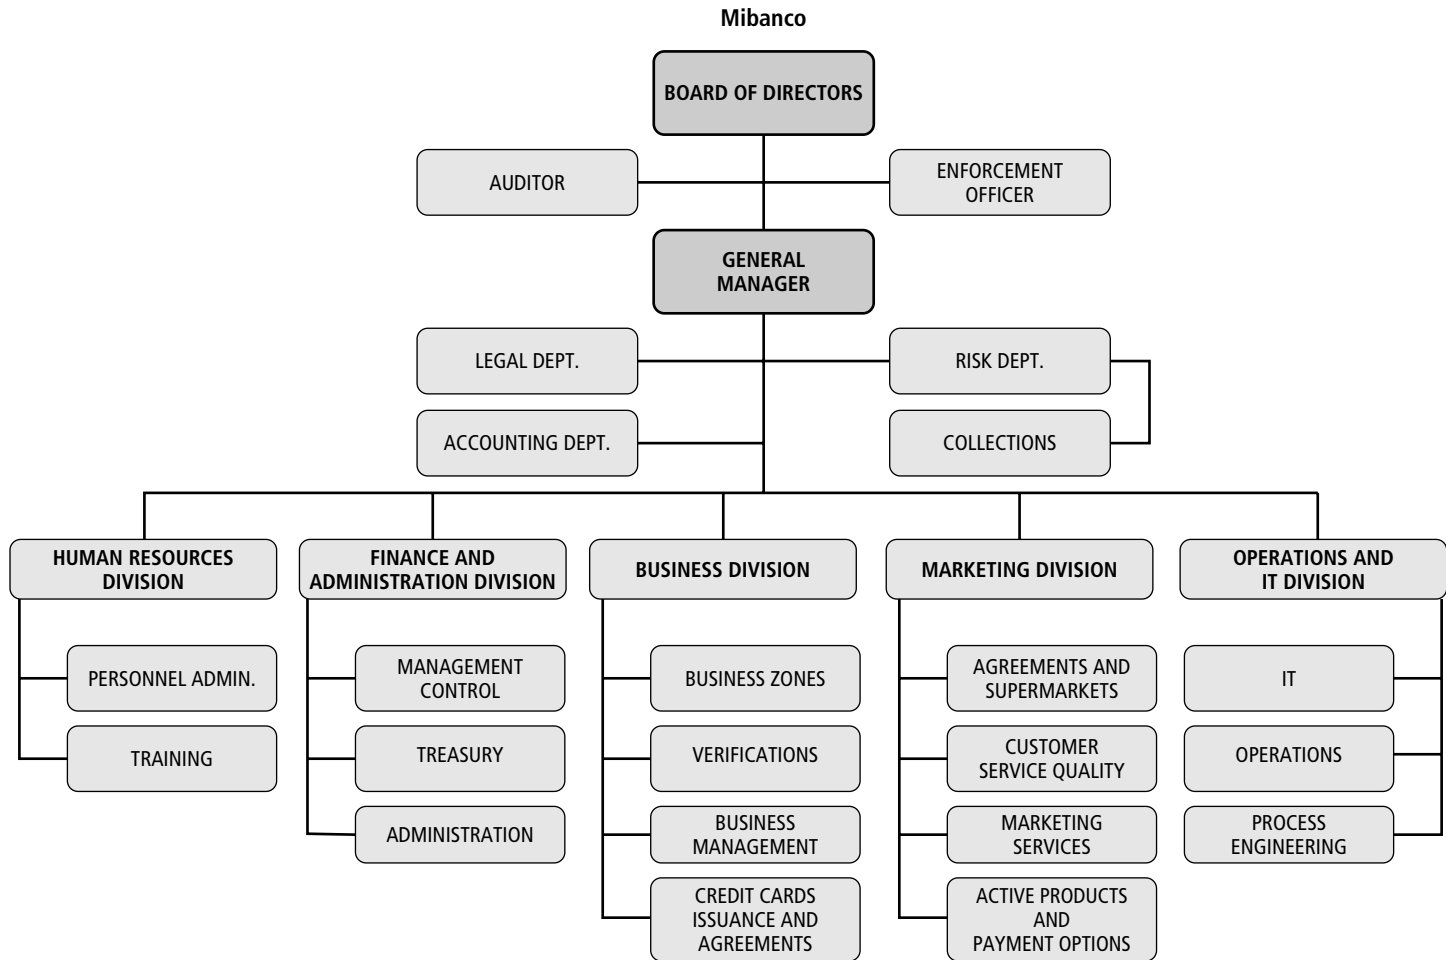 Mibanco
BOARD OF DIRECTORS
AUDITOR
ENFORCEMENT
OFFICER
GENERAL
MANAGER
LEGAL DEPT.
RISK DEPT.
ACCOUNTING DEPT.
COLLECTIONS
HUMAN RESOURCES
DIVISION
FINANCE AND
ADMINISTRATION DIVISION
BUSINESS DIVISION
MARKETING DIVISION
OPERATIONS AND
IT DIVISION
PERSONNEL ADMIN.
TRAINING
MANAGEMENT
CONTROL
TREASURY
ADMINISTRATION
BUSINESS ZONES
VERIFICATIONS
BUSINESS
MANAGEMENT
CREDIT CARDS
ISSUANCE AND
AGREEMENTS
AGREEMENTS AND
SUPERMARKETS
CUSTOMER
SERVICE QUALITY
MARKETING
SERVICES
ACTIVE PRODUCTS
AND
PAYMENT OPTIONS
IT
OPERATIONS
PROCESS
ENGINEERING